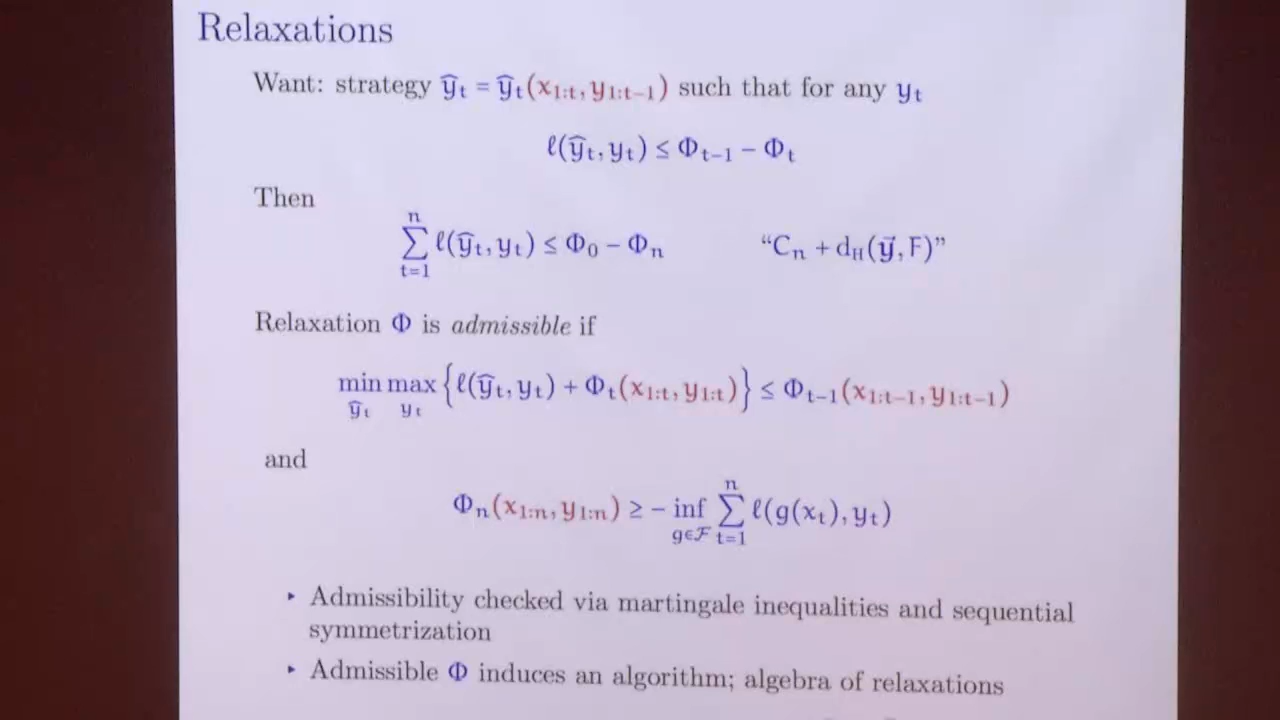 Relaxations
Want: strategy ŷ_t = ŷ_t(x_{1:t}, y_{1:t−1}) such that for any y_t
ℓ(ŷ_t, y_t) ≤ Φ_{t−1} − Φ_t
Then
∑_{t=1}^{n} ℓ(ŷ_t, y_t) ≤ Φ_0 − Φ_n “C_n + d_H(y⃗, F)”
Relaxation Φ is admissible if
min_{ŷ_t} max_{y_t} {ℓ(ŷ_t, y_t) + Φ_t(x_{1:t}, y_{1:t})} ≤ Φ_{t−1}(x_{1:t−1}, y_{1:t−1})
and
Φ_n(x_{1:n}, y_{1:n}) ≥ − inf_{g∈ℱ} ∑_{t=1}^{n} ℓ(g(x_t), y_t)
‣ Admissibility checked via martingale inequalities and sequential
symmetrization
‣ Admissible Φ induces an algorithm; algebra of relaxations